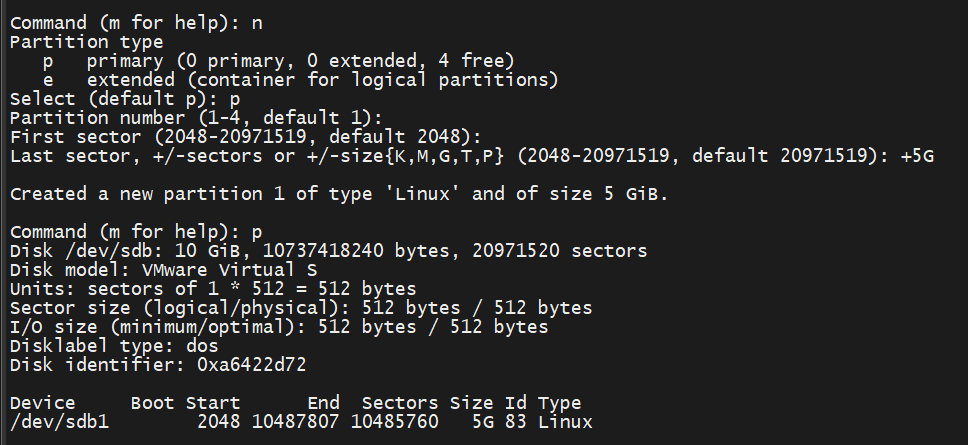 Command (m for help): n
Partition type
   p   primary (0 primary, 0 extended, 4 free)
   e   extended (container for logical partitions)
Select (default p): p
Partition number (1-4, default 1):
First sector (2048-20971519, default 2048):
Last sector, +/-sectors or +/-size{K,M,G,T,P} (2048-20971519, default 20971519): +5G

Created a new partition 1 of type 'Linux' and of size 5 GiB.

Command (m for help): p
Disk /dev/sdb: 10 GiB, 10737418240 bytes, 20971520 sectors
Disk model: VMware Virtual S
Units: sectors of 1 * 512 = 512 bytes
Sector size (logical/physical): 512 bytes / 512 bytes
I/O size (minimum/optimal): 512 bytes / 512 bytes
Disklabel type: dos
Disk identifier: 0xa6422d72

Device     Boot Start      End  Sectors Size Id Type
/dev/sdb1        2048 10487807 10485760   5G 83 Linux